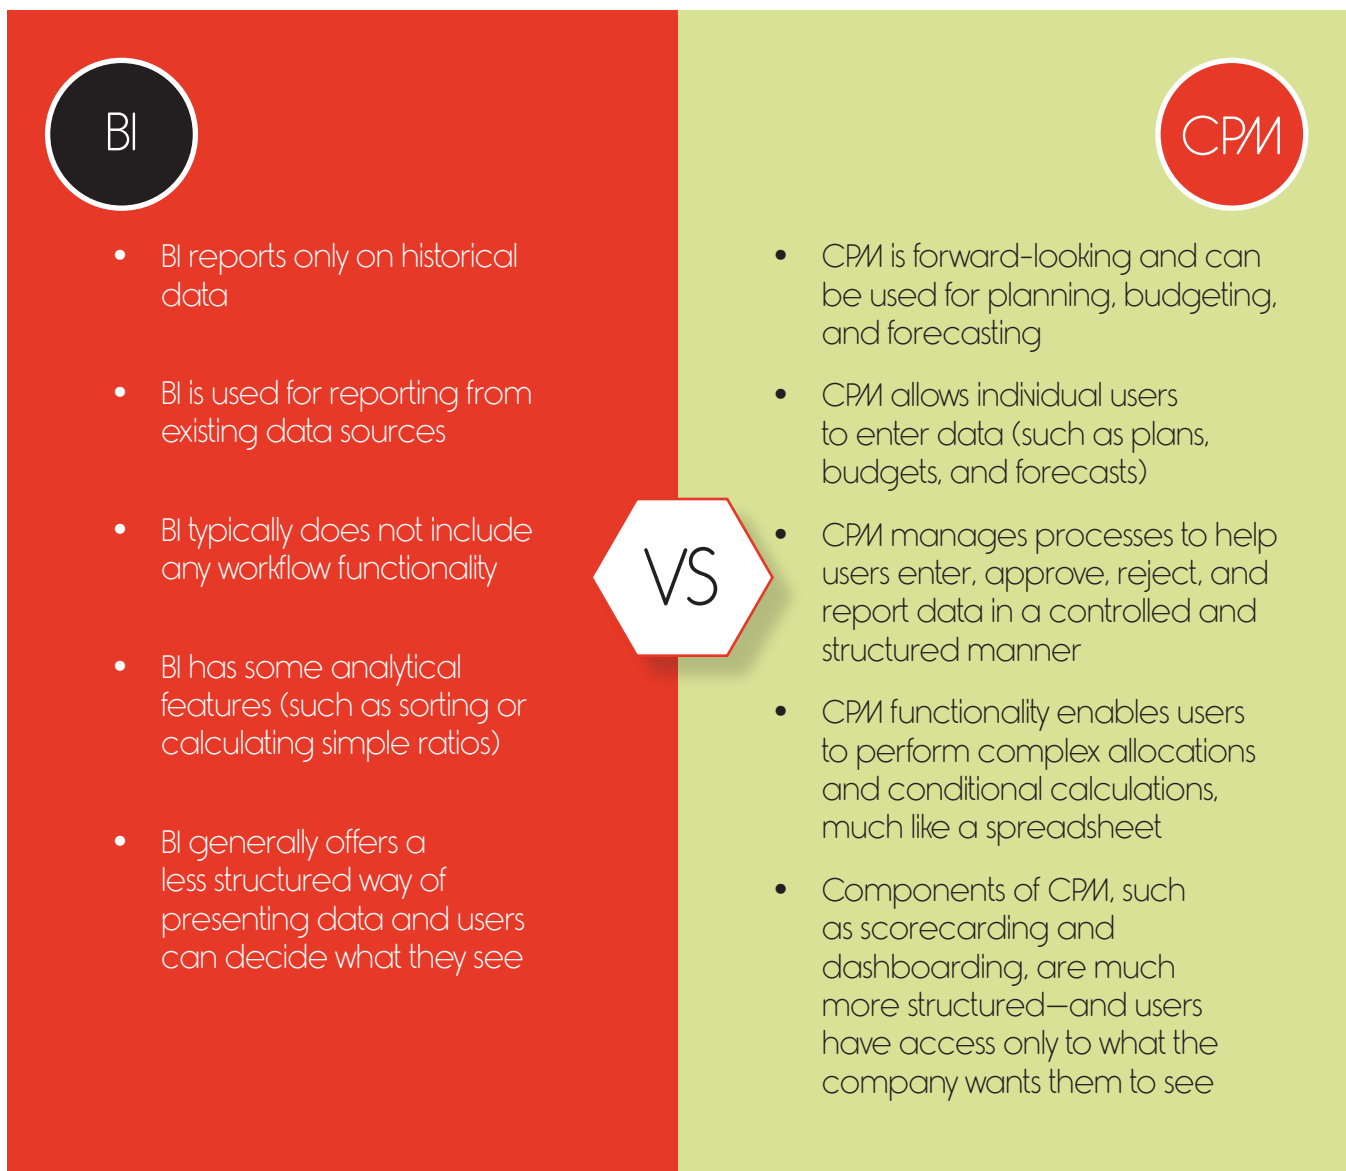 BI
• BI reports only on historical
data
• BI is used for reporting from
existing data sources
• BI typically does not include
any workflow functionality
• BI has some analytical
features (such as sorting or
calculating simple ratios)
• BI generally offers a
less structured way of
presenting data and users
can decide what they see
VS
CPM
• CPM is forward-looking and can
be used for planning, budgeting,
and forecasting
• CPM allows individual users
to enter data (such as plans,
budgets, and forecasts)
• CPM manages processes to help
users enter, approve, reject, and
report data in a controlled and
structured manner
• CPM functionality enables users
to perform complex allocations
and conditional calculations,
much like a spreadsheet
• Components of CPM, such
as scorecarding and
dashboarding, are much
more structured—and users
have access only to what the
company wants them to see